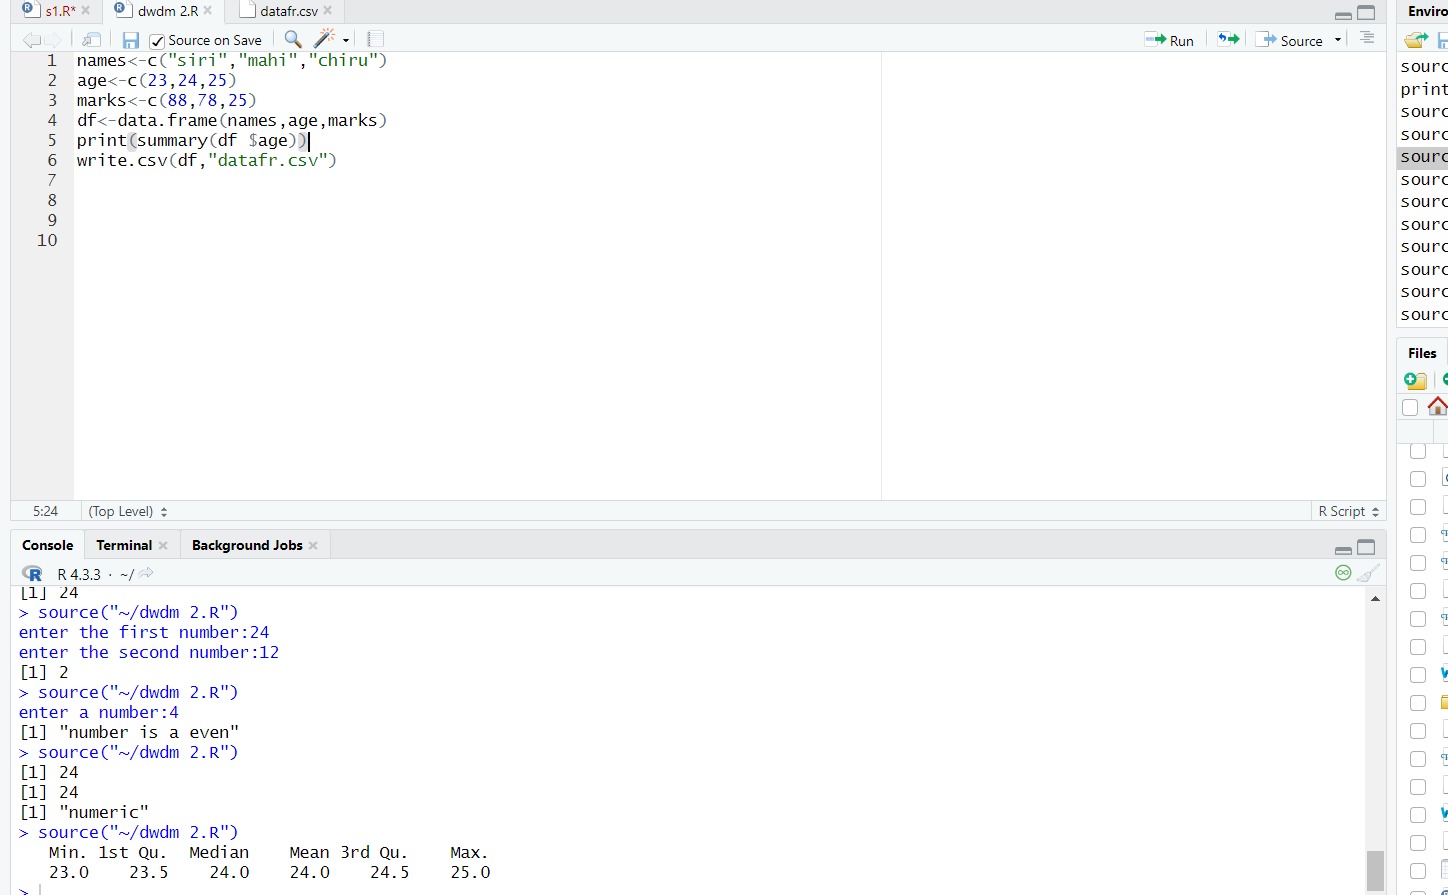 s1.R* dwdm 2.R datafr.csv
Source on Save Run Source
1 names<-c("siri","mahi","chiru")
2 age<-c(23,24,25)
3 marks<-c(88,78,25)
4 df<-data.frame(names,age,marks)
5 print(summary(df $age))
6 write.csv(df,"datafr.csv")
7
8
9
10
5:24 (Top Level) R Script
Console Terminal Background Jobs
R 4.3.3 · ~/
[1] 24
> source("~/dwdm 2.R")
enter the first number:24
enter the second number:12
[1] 2
> source("~/dwdm 2.R")
enter a number:4
[1] "number is a even"
> source("~/dwdm 2.R")
[1] 24
[1] 24
[1] "numeric"
> source("~/dwdm 2.R")
Min. 1st Qu. Median Mean 3rd Qu. Max.
23.0 23.5 24.0 24.0 24.5 25.0
>
Enviro
sourc
print
sourc
sourc
sourc
sourc
sourc
sourc
sourc
sourc
sourc
sourc
Files